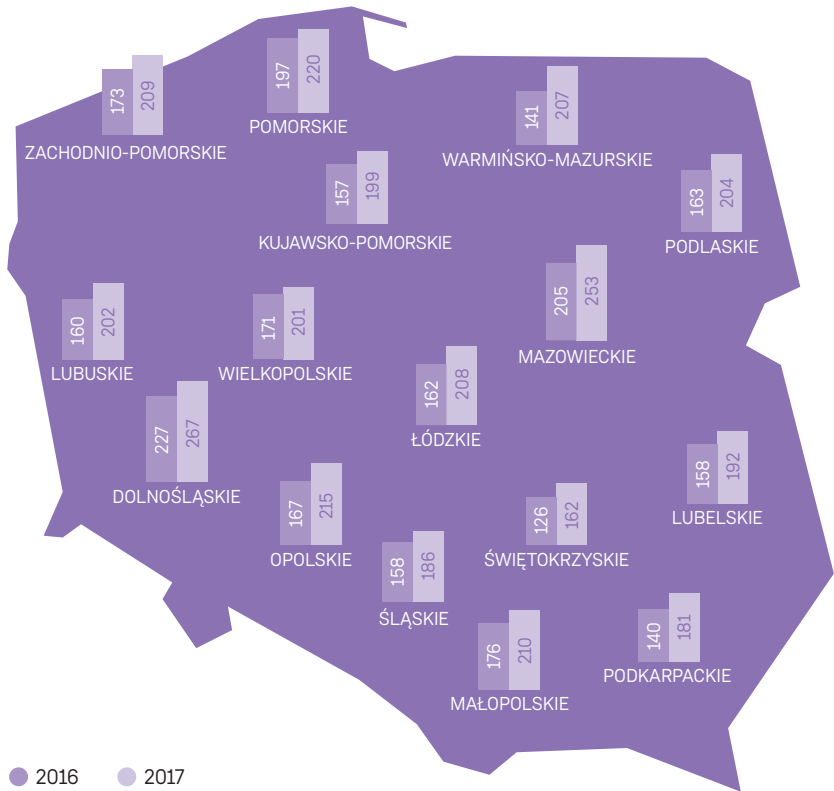 197
220
POMORSKIE
173
209
ZACHODNIO-POMORSKIE
141
207
WARMIŃSKO-MAZURSKIE
157
199
KUJAWSKO-POMORSKIE
163
204
PODLASKIE
205
253
MAZOWIECKIE
160
202
LUBUSKIE
171
201
WIELKOPOLSKIE
162
208
ŁÓDZKIE
227
267
DOLNOŚLĄSKIE
158
192
LUBELSKIE
167
215
OPOLSKIE
126
162
ŚWIĘTOKRZYSKIE
158
186
ŚLĄSKIE
140
181
PODKARPACKIE
176
210
MAŁOPOLSKIE
2016
2017